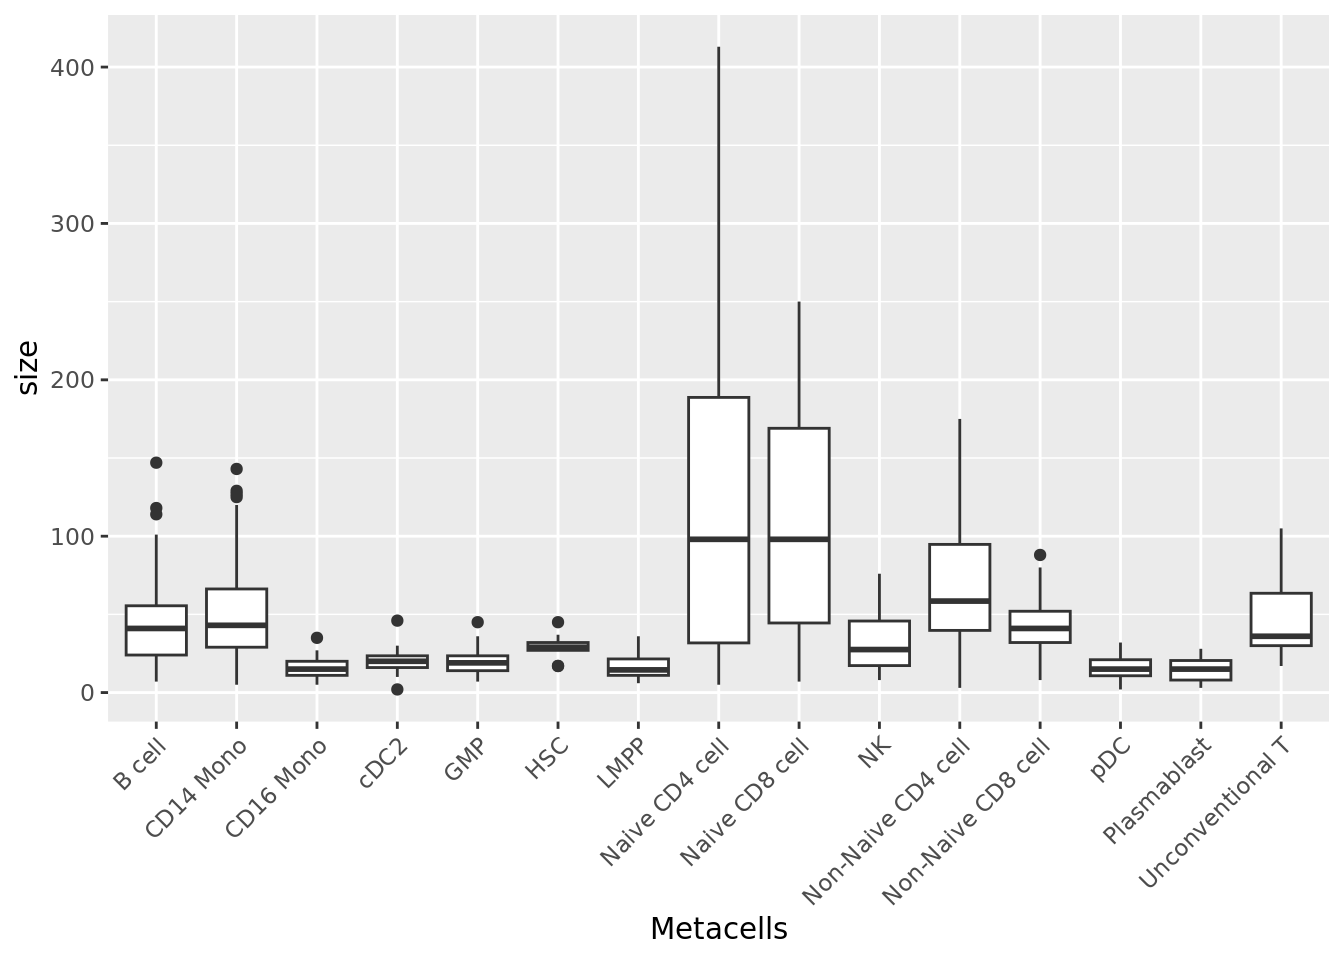 400
300
200
100
0
size
B cell
CD14 Mono
CD16 Mono
cDC2
GMP
HSC
LMPP
Naive CD4 cell
Naive CD8 cell
NK
Non-Naive CD4 cell
Non-Naive CD8 cell
pDC
Plasmablast
Unconventional T
Metacells